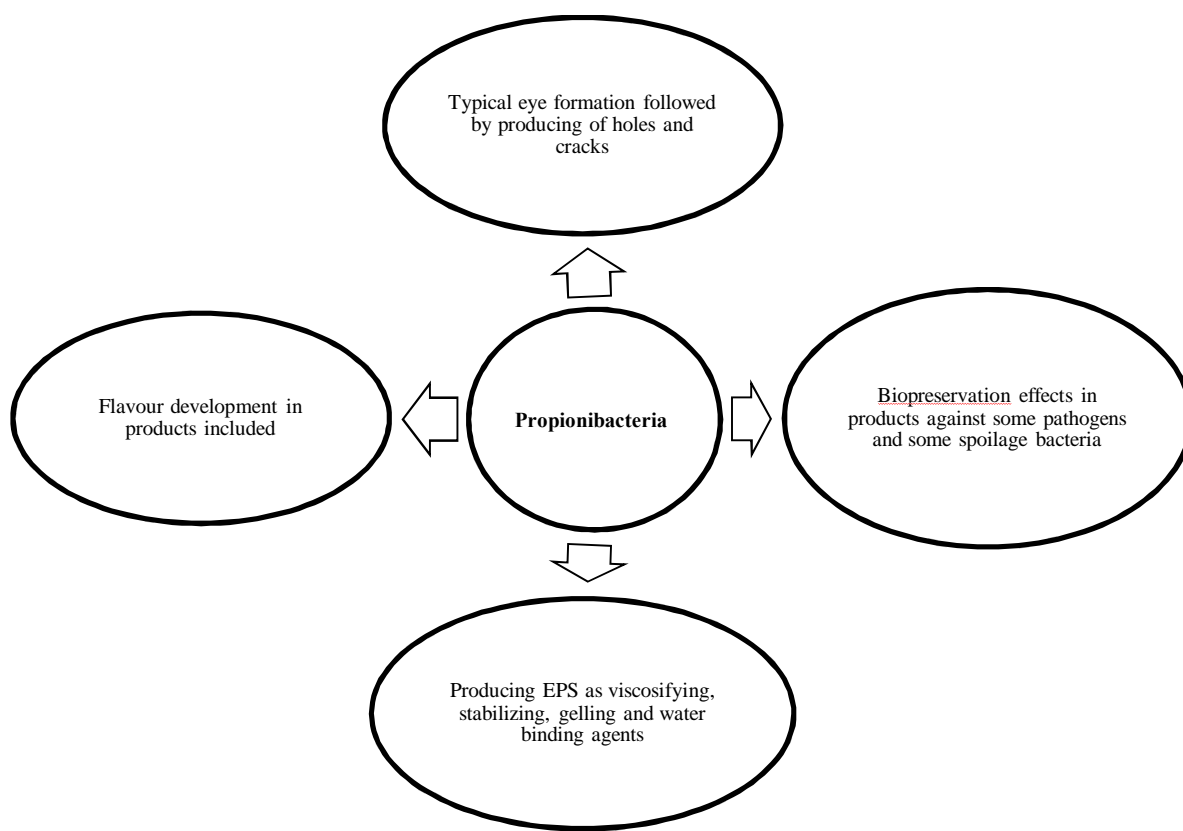 Typical eye formation followed
by producing of holes and
cracks
Flavour development in
products included
Propionibacteria
Biopreservation effects in
products against some pathogens
and some spoilage bacteria
Producing EPS as viscosifying,
stabilizing, gelling and water
binding agents